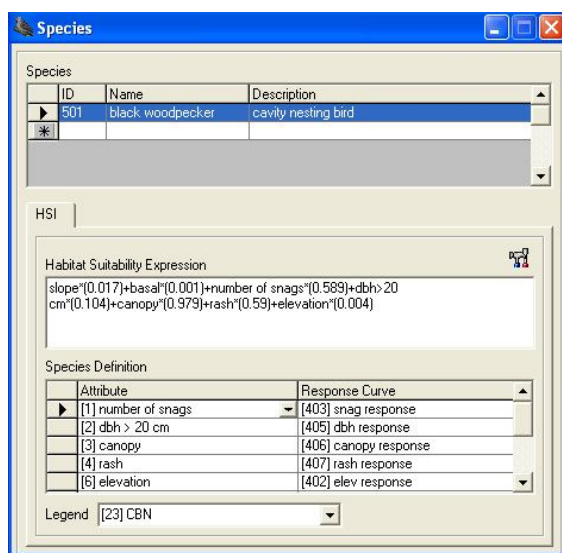 Species
Species
ID Name Description
501 black woodpecker cavity nesting bird
HSI
Habitat Suitability Expression
slope*(0.017)+basal*(0.001)+number of snags*(0.589)+dbh>20
cm*(0.104)+canopy*(0.979)+rash*(0.59)+elevation*(0.004)
Species Definition
Attribute Response Curve
[1] number of snags [403] snag response
[2] dbh > 20 cm [405] dbh response
[3] canopy [406] canopy response
[4] rash [407] rash response
[6] elevation [402] elev response
Legend [23] CBN